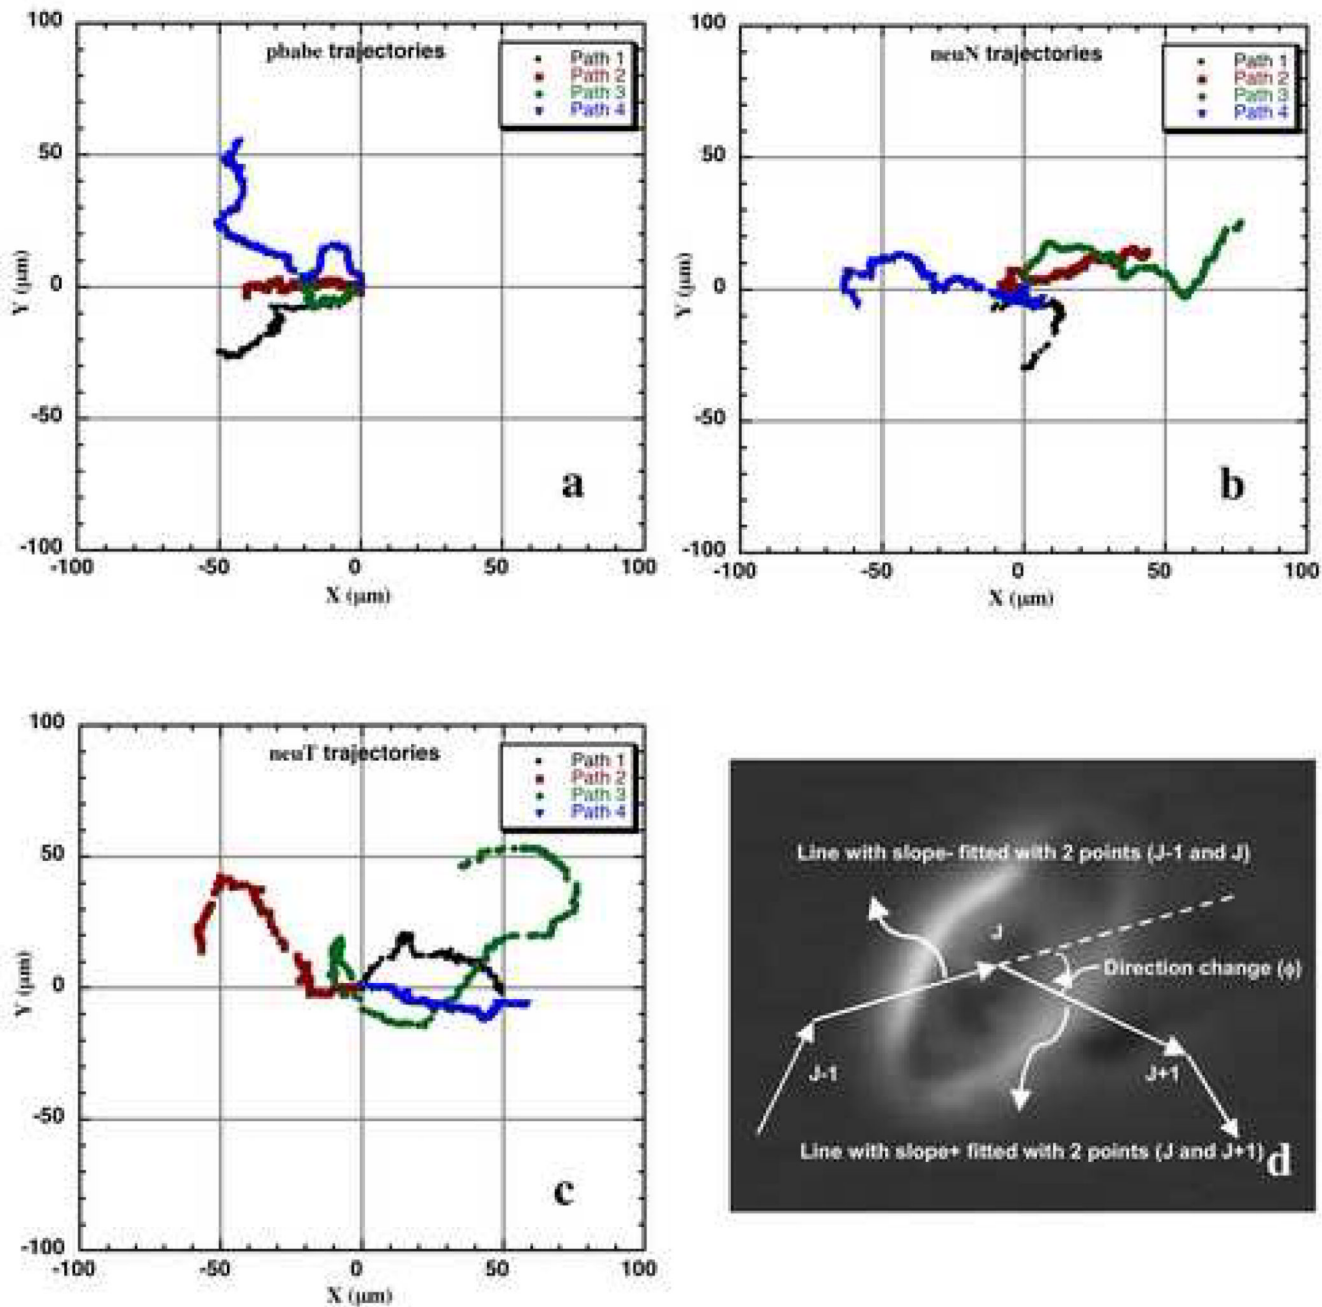 100
pbabe trajectories
Path 1
Path 2
Path 3
Path 4
50
0
-50
-100
Y (μm)
-100
-50
0
50
100
X (μm)
a
100
neuN trajectories
Path 1
Path 2
Path 3
Path 4
50
0
-50
-100
Y (μm)
-100
-50
0
50
100
X (μm)
b
100
neuT trajectories
Path 1
Path 2
Path 3
Path 4
50
0
-50
-100
Y (μm)
-100
-50
0
50
100
X (μm)
c
Line with slope- fitted with 2 points (J-1 and J)
J
Direction change (ϕ)
J-1
J+1
Line with slope+ fitted with 2 points (J and J+1)
d